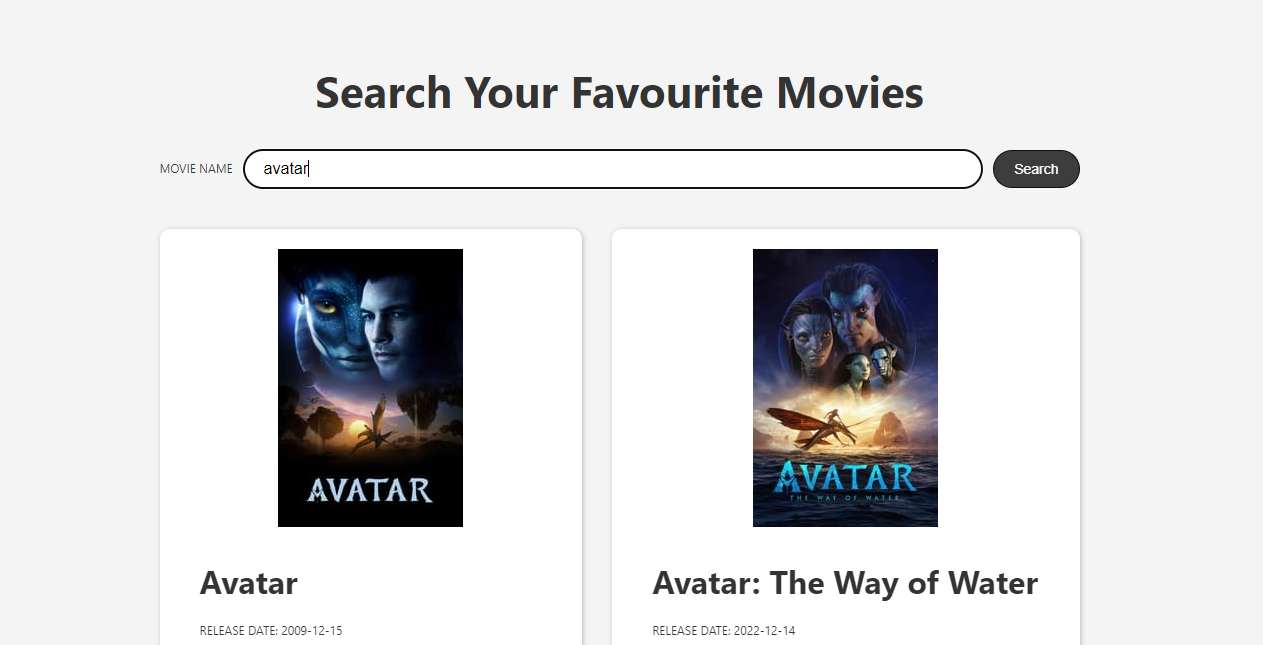 Search Your Favourite Movies
MOVIE NAME
avatar
Search
AVATAR
AVATAR
THE WAY OF WATER
Avatar
Avatar: The Way of Water
RELEASE DATE: 2009-12-15
RELEASE DATE: 2022-12-14